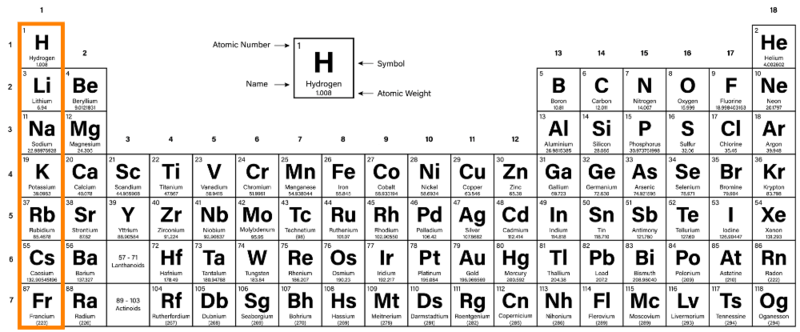 1 18
1 2
H Atomic Number H He
Hydrogen Symbol Helium
1.008 Name Hydrogen 4.002602
1 2 1.008 Atomic Weight 13 14 15 16 17
3 4 5 6 7 8 9 10
2 Li Be B C N O F Ne
Lithium Beryllium Boron Carbon Nitrogen Oxygen Fluorine Neon
6.94 9.0121831 10.81 12.011 14.007 15.999 18.998403163 20.1797
11 12 13 14 15 16 17 18
3 Na Mg 3 4 5 6 7 8 9 10 11 12 Al Si P S Cl Ar
Sodium Magnesium Aluminium Silicon Phosphorus Sulfur Chlorine Argon
22.98976928 24.305 26.9815385 28.085 30.973761998 32.06 35.45 39.948
19 20 21 22 23 24 25 26 27 28 29 30 31 32 33 34 35 36
4 K Ca Sc Ti V Cr Mn Fe Co Ni Cu Zn Ga Ge As Se Br Kr
Potassium Calcium Scandium Titanium Vanadium Chromium Manganese Iron Cobalt Nickel Copper Zinc Gallium Germanium Arsenic Selenium Bromine Krypton
39.0983 40.078 44.955908 47.867 50.9415 51.9961 54.938044 55.845 58.933194 58.6934 63.546 65.38 69.723 72.630 74.921595 78.971 79.904 83.798
37 38 39 40 41 42 43 44 45 46 47 48 49 50 51 52 53 54
5 Rb Sr Y Zr Nb Mo Tc Ru Rh Pd Ag Cd In Sn Sb Te I Xe
Rubidium Strontium Yttrium Zirconium Niobium Molybdenum Technetium Ruthenium Rhodium Palladium Silver Cadmium Indium Tin Antimony Tellurium Iodine Xenon
85.4678 87.62 88.90584 91.224 92.90637 95.95 (98) 101.07 102.90550 106.42 107.8682 112.414 114.818 118.710 121.760 127.60 126.90447 131.293
55 56 57 - 71 72 73 74 75 76 77 78 79 80 81 82 83 84 85 86
6 Cs Ba Lanthanoids Hf Ta W Re Os Ir Pt Au Hg Tl Pb Bi Po At Rn
Caesium Barium Hafnium Tantalum Tungsten Rhenium Osmium Iridium Platinum Gold Mercury Thallium Lead Bismuth Polonium Astatine Radon
132.90545196 137.327 178.49 180.94788 183.84 186.207 190.23 192.217 195.084 196.966569 200.592 204.38 207.2 208.98040 (209) (210) (222)
87 88 89 - 103 104 105 106 107 108 109 110 111 112 113 114 115 116 117 118
7 Fr Ra Actinoids Rf Db Sg Bh Hs Mt Ds Rg Cn Nh Fl Mc Lv Ts Og
Francium Radium Rutherfordium Dubnium Seaborgium Bohrium Hassium Meitnerium Darmstadtium Roentgenium Copernicium Nihonium Flerovium Moscovium Livermorium Tennessine Oganesson
(223) (226) (267) (268) (269) (270) (269) (278) (281) (282) (285) (286) (289) (289) (293) (294) (294)